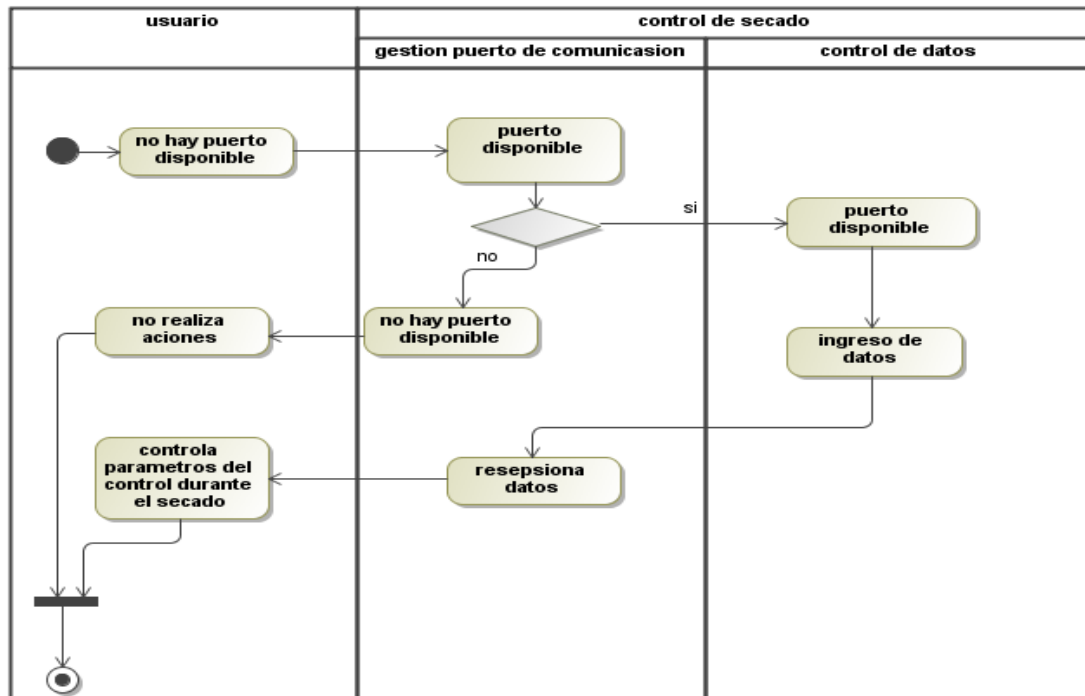 usuario
control de secado
gestion puerto de comunicasion
control de datos
no hay puerto
disponible
puerto
disponible
si
puerto
disponible
no
no realiza
aciones
no hay puerto
disponible
ingreso de
datos
controla
parametros del
control durante
el secado
resepsiona
datos